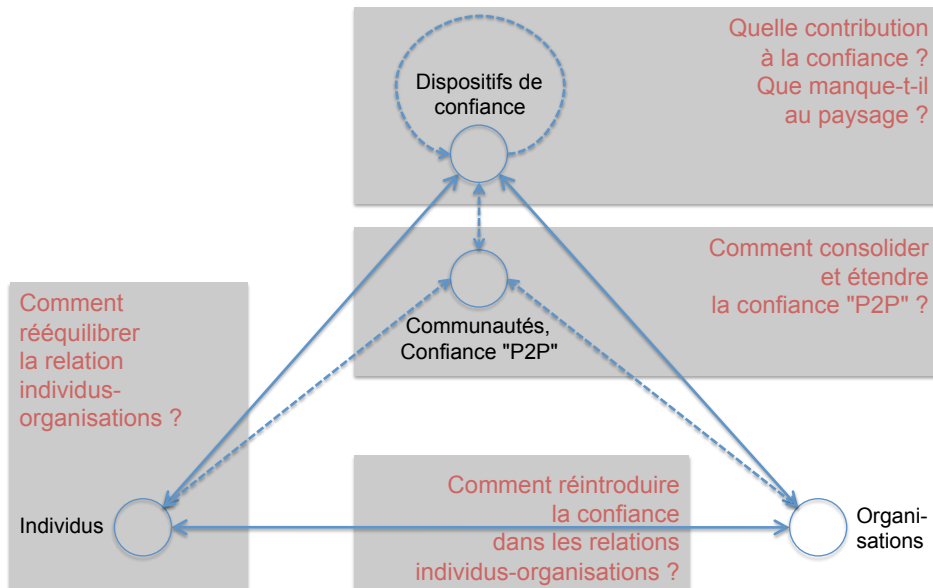 Quelle contribution
à la confiance ?
Que manque-t-il
au paysage ?
Dispositifs de
confiance
Comment consolider
et étendre
la confiance "P2P" ?
Communautés,
Confiance "P2P"
Comment
rééquilibrer
la relation
individus-
organisations ?
Individus
Comment réintroduire
la confiance
dans les relations
individus-organisations ?
Organi-
sations